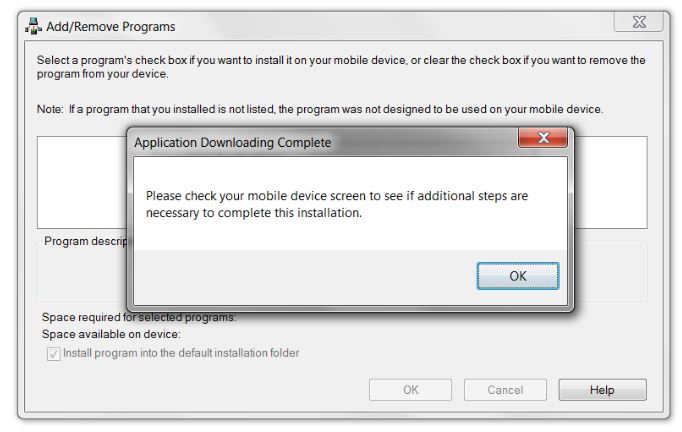 Add/Remove Programs
Select a program's check box if you want to install it on your mobile device, or clear the check box if you want to remove the
program from your device.
Note: If a program that you installed is not listed, the program was not designed to be used on your mobile device.
Application Downloading Complete
Please check your mobile device screen to see if additional steps are
necessary to complete this installation.
OK
Program descrip
Space required for selected programs:
Space available on device:
Install program into the default installation folder
OK
Cancel
Help